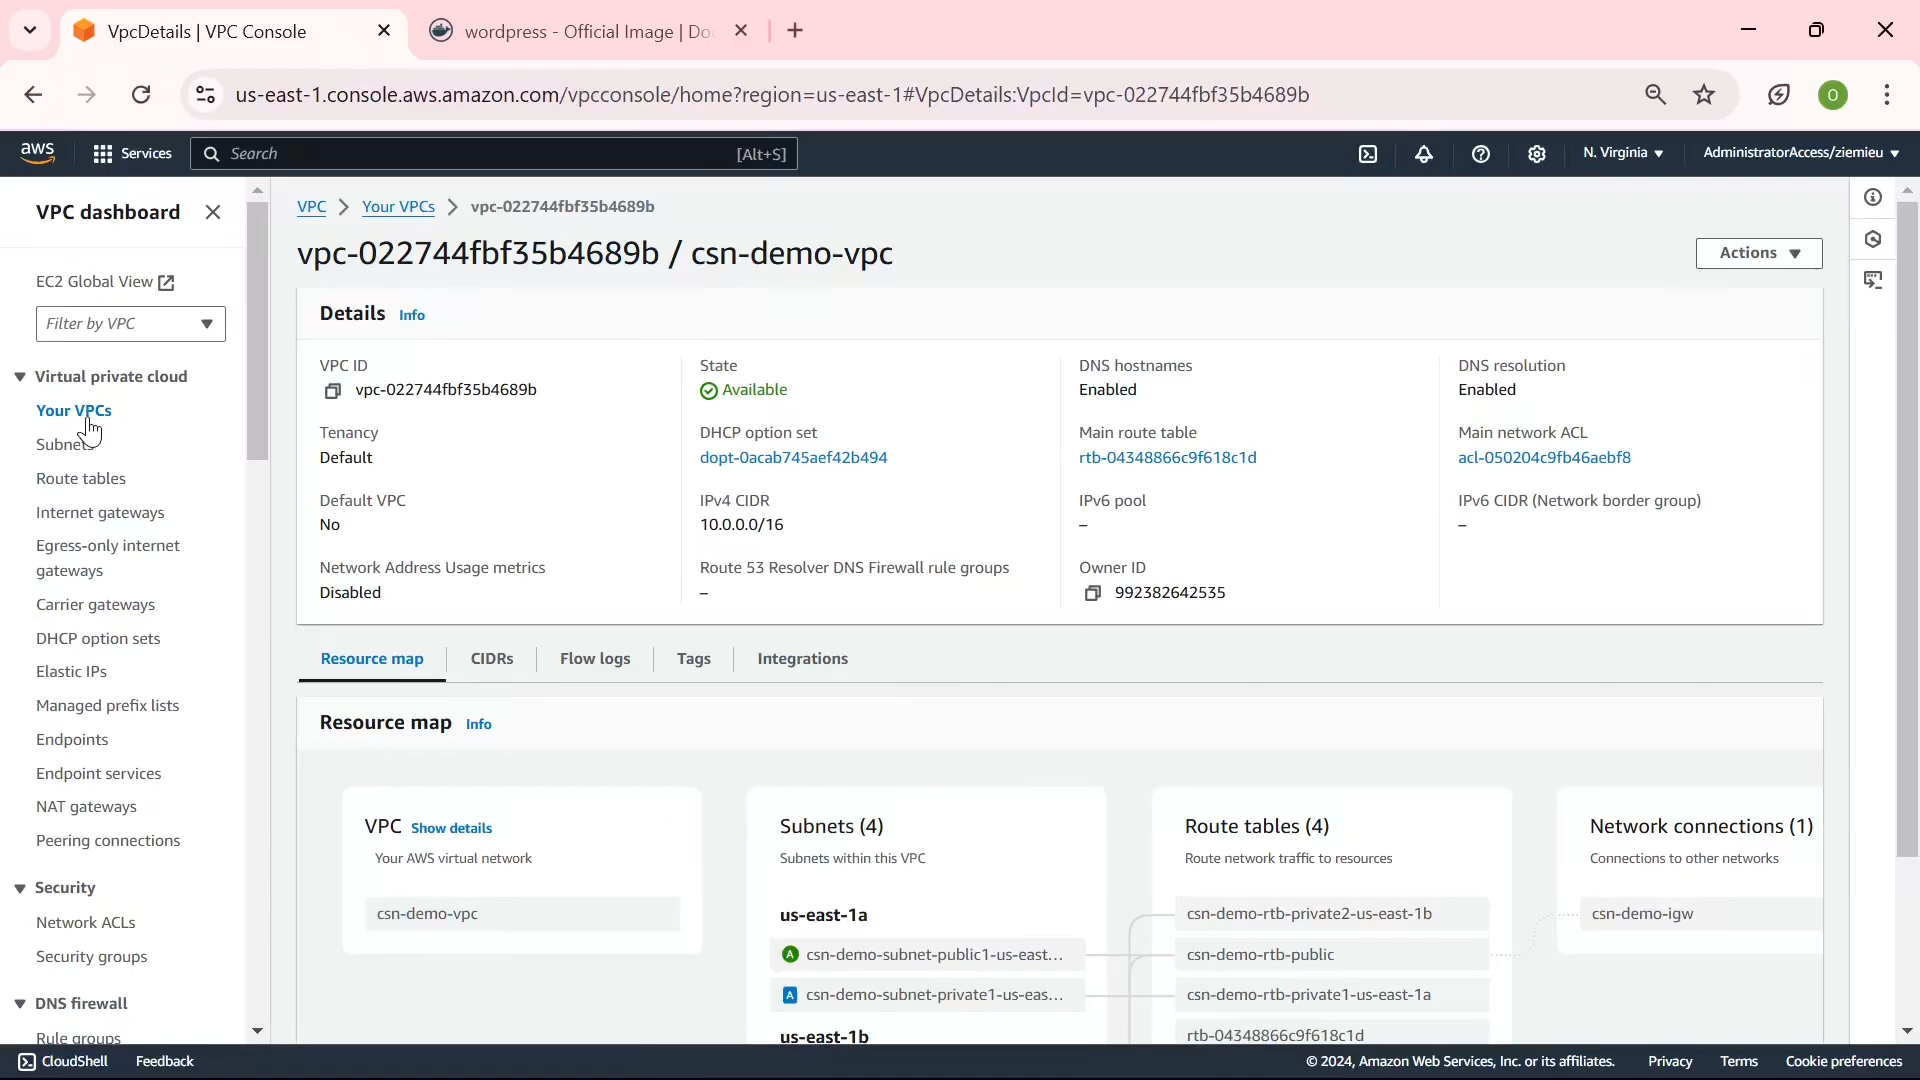 VpcDetails | VPC Console
wordpress - Official Image | Do
us-east-1.console.aws.amazon.com/vpcconsole/home?region=us-east-1#VpcDetails:VpcId=vpc-022744fbf35b4689b
O
aws
Services
Search
[Alt+S]
N. Virginia
AdministratorAccess/ziemieu
VPC dashboard
EC2 Global View
Filter by VPC
Virtual private cloud
Your VPCs
Subnets
Route tables
Internet gateways
Egress-only internet
gateways
Carrier gateways
DHCP option sets
Elastic IPs
Managed prefix lists
Endpoints
Endpoint services
NAT gateways
Peering connections
Security
Network ACLs
Security groups
DNS firewall
Rule groups
VPC > Your VPCs > vpc-022744fbf35b4689b
vpc-022744fbf35b4689b / csn-demo-vpc
Actions
Details Info
VPC ID
vpc-022744fbf35b4689b
State
Available
DNS hostnames
Enabled
DNS resolution
Enabled
Tenancy
Default
DHCP option set
dopt-0acab745aef42b494
Main route table
rtb-04348866c9f618c1d
Main network ACL
acl-050204c9fb46aebf8
Default VPC
No
IPv4 CIDR
10.0.0.0/16
IPv6 pool
–
IPv6 CIDR (Network border group)
–
Network Address Usage metrics
Disabled
Route 53 Resolver DNS Firewall rule groups
–
Owner ID
992382642535
Resource map
CIDRs
Flow logs
Tags
Integrations
Resource map Info
VPC Show details
Your AWS virtual network
csn-demo-vpc
Subnets (4)
Subnets within this VPC
us-east-1a
A csn-demo-subnet-public1-us-east...
A csn-demo-subnet-private1-us-eas...
us-east-1b
Route tables (4)
Route network traffic to resources
csn-demo-rtb-private2-us-east-1b
csn-demo-rtb-public
csn-demo-rtb-private1-us-east-1a
rtb-04348866c9f618c1d
Network connections (1)
Connections to other networks
csn-demo-igw
CloudShell
Feedback
© 2024, Amazon Web Services, Inc. or its affiliates.
Privacy
Terms
Cookie preferences